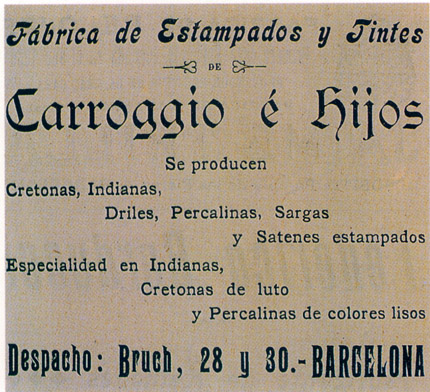 Fábrica de Estampados y Tintes
DE
Carroggio é Hijos
Se producen
Cretonas, Indianas,
Driles, Percalinas, Sargas
y Satenes estampados
Especialidad en Indianas,
Cretonas de luto
y Percalinas de colores lisos
Despacho: Bruch, 28 y 30.-BARCELONA